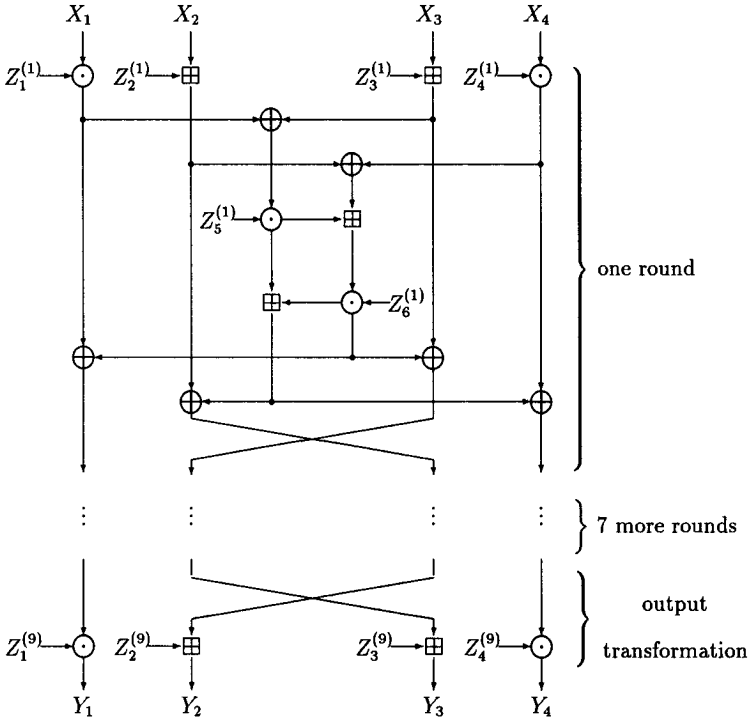 X₁ X₂ X₃ X₄
Z₁⁽¹⁾ Z₂⁽¹⁾ Z₃⁽¹⁾ Z₄⁽¹⁾
Z₅⁽¹⁾
one round
Z₆⁽¹⁾
7 more rounds
output
transformation
Z₁⁽⁹⁾ Z₂⁽⁹⁾ Z₃⁽⁹⁾ Z₄⁽⁹⁾
Y₁ Y₂ Y₃ Y₄